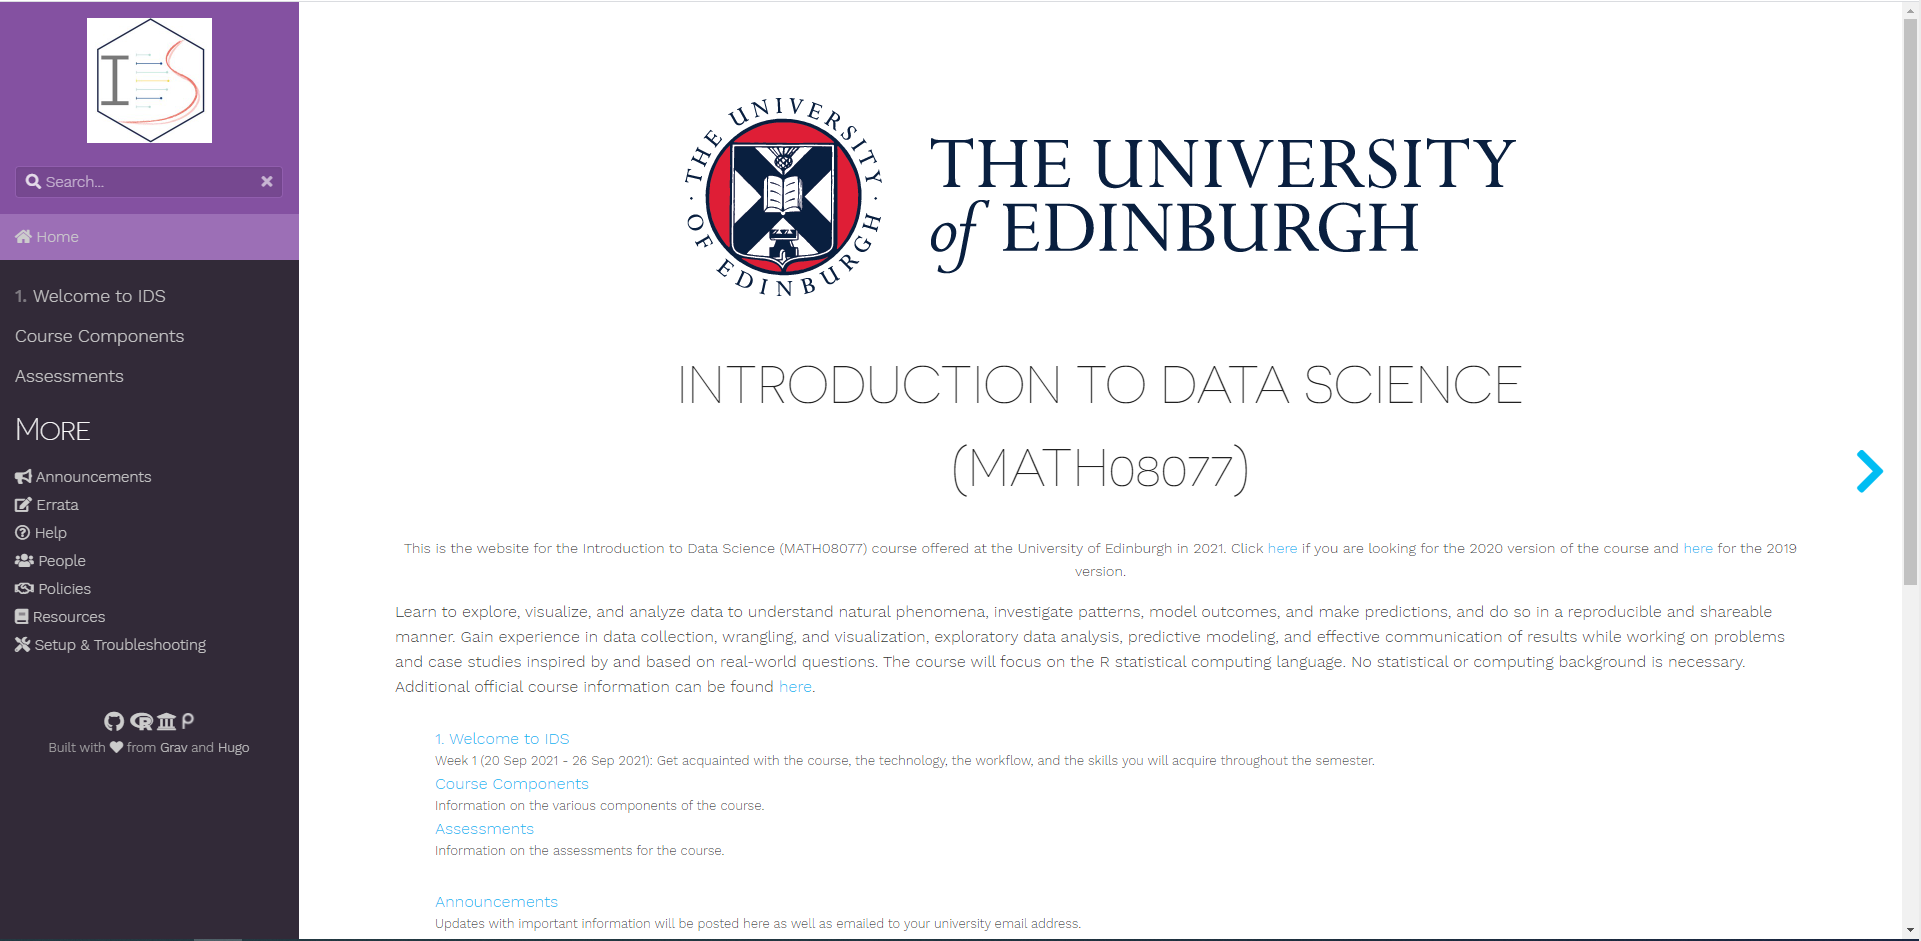 IDS
Search...
Home
1. Welcome to IDS
Course Components
Assessments
MORE
Announcements
Errata
Help
People
Policies
Resources
Setup & Troubleshooting
Built with from Grav and Hugo
THE UNIVERSITY · OF EDINBURGH ·
THE UNIVERSITY
of EDINBURGH
INTRODUCTION TO DATA SCIENCE
(MATH08077)
This is the website for the Introduction to Data Science (MATH08077) course offered at the University of Edinburgh in 2021. Click here if you are looking for the 2020 version of the course and here for the 2019
version.
Learn to explore, visualize, and analyze data to understand natural phenomena, investigate patterns, model outcomes, and make predictions, and do so in a reproducible and shareable
manner. Gain experience in data collection, wrangling, and visualization, exploratory data analysis, predictive modeling, and effective communication of results while working on problems
and case studies inspired by and based on real-world questions. The course will focus on the R statistical computing language. No statistical or computing background is necessary.
Additional official course information can be found here.
1. Welcome to IDS
Week 1 (20 Sep 2021 - 26 Sep 2021): Get acquainted with the course, the technology, the workflow, and the skills you will acquire throughout the semester.
Course Components
Information on the various components of the course.
Assessments
Information on the assessments for the course.
Announcements
Updates with important information will be posted here as well as emailed to your university email address.